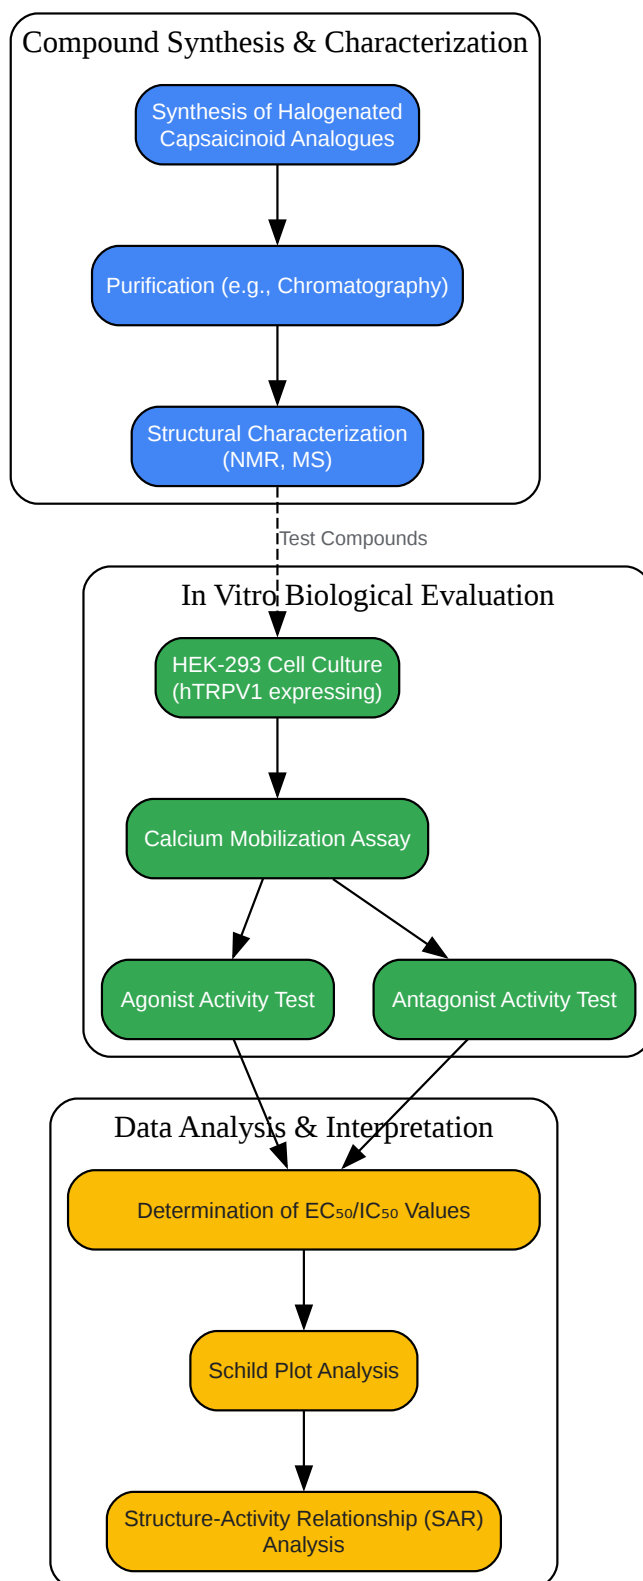 Compound Synthesis & Characterization
Synthesis of Halogenated
Capsaicinoid Analogues
Purification (e.g., Chromatography)
Structural Characterization
(NMR, MS)
Test Compounds
In Vitro Biological Evaluation
HEK-293 Cell Culture
(hTRPV1 expressing)
Calcium Mobilization Assay
Agonist Activity Test
Antagonist Activity Test
Data Analysis & Interpretation
Determination of EC₅₀/IC₅₀ Values
Schild Plot Analysis
Structure-Activity Relationship (SAR)
Analysis